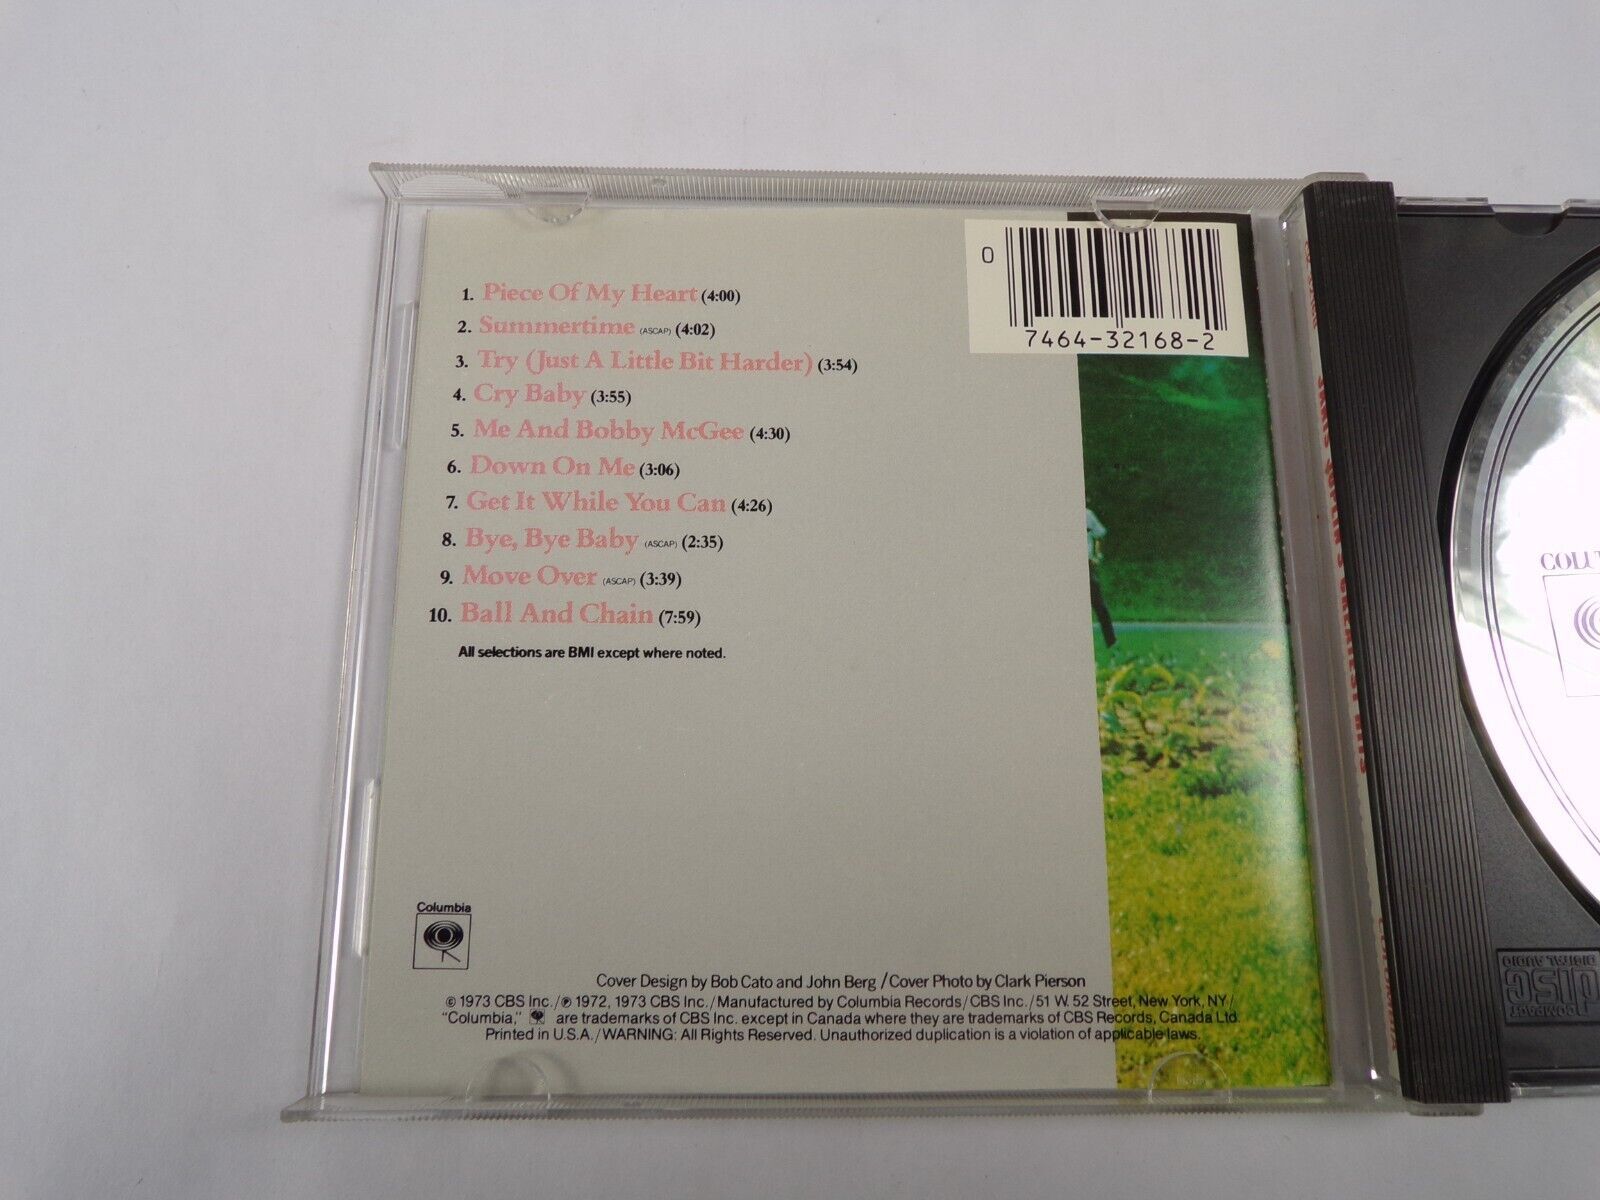 1. Piece Of My Heart (4:00)
2. Summertime (ASCAP) (4:02)
3. Try (Just A Little Bit Harder) (3:54)
4. Cry Baby (3:55)
5. Me And Bobby McGee (4:30)
6. Down On Me (3:06)
7. Get It While You Can (4:26)
8. Bye, Bye Baby (ASCAP) (2:35)
9. Move Over (ASCAP) (3:39)
10. Ball And Chain (7:59)
All selections are BMI except where noted.
0
7464-32168-2
Columbia
Cover Design by Bob Cato and John Berg / Cover Photo by Clark Pierson
© 1973 CBS Inc. / ℗ 1972, 1973 CBS Inc. / Manufactured by Columbia Records / CBS Inc. / 51 W. 52 Street, New York, NY /
"Columbia," are trademarks of CBS Inc. except in Canada where they are trademarks of CBS Records, Canada Ltd.
Printed in U.S.A. / WARNING: All Rights Reserved. Unauthorized duplication is a violation of applicable laws.
JANIS JOPLIN'S GREATEST HITS
COLUMBIA
COLU
COMPACT
disc
DIGITAL AUDIO